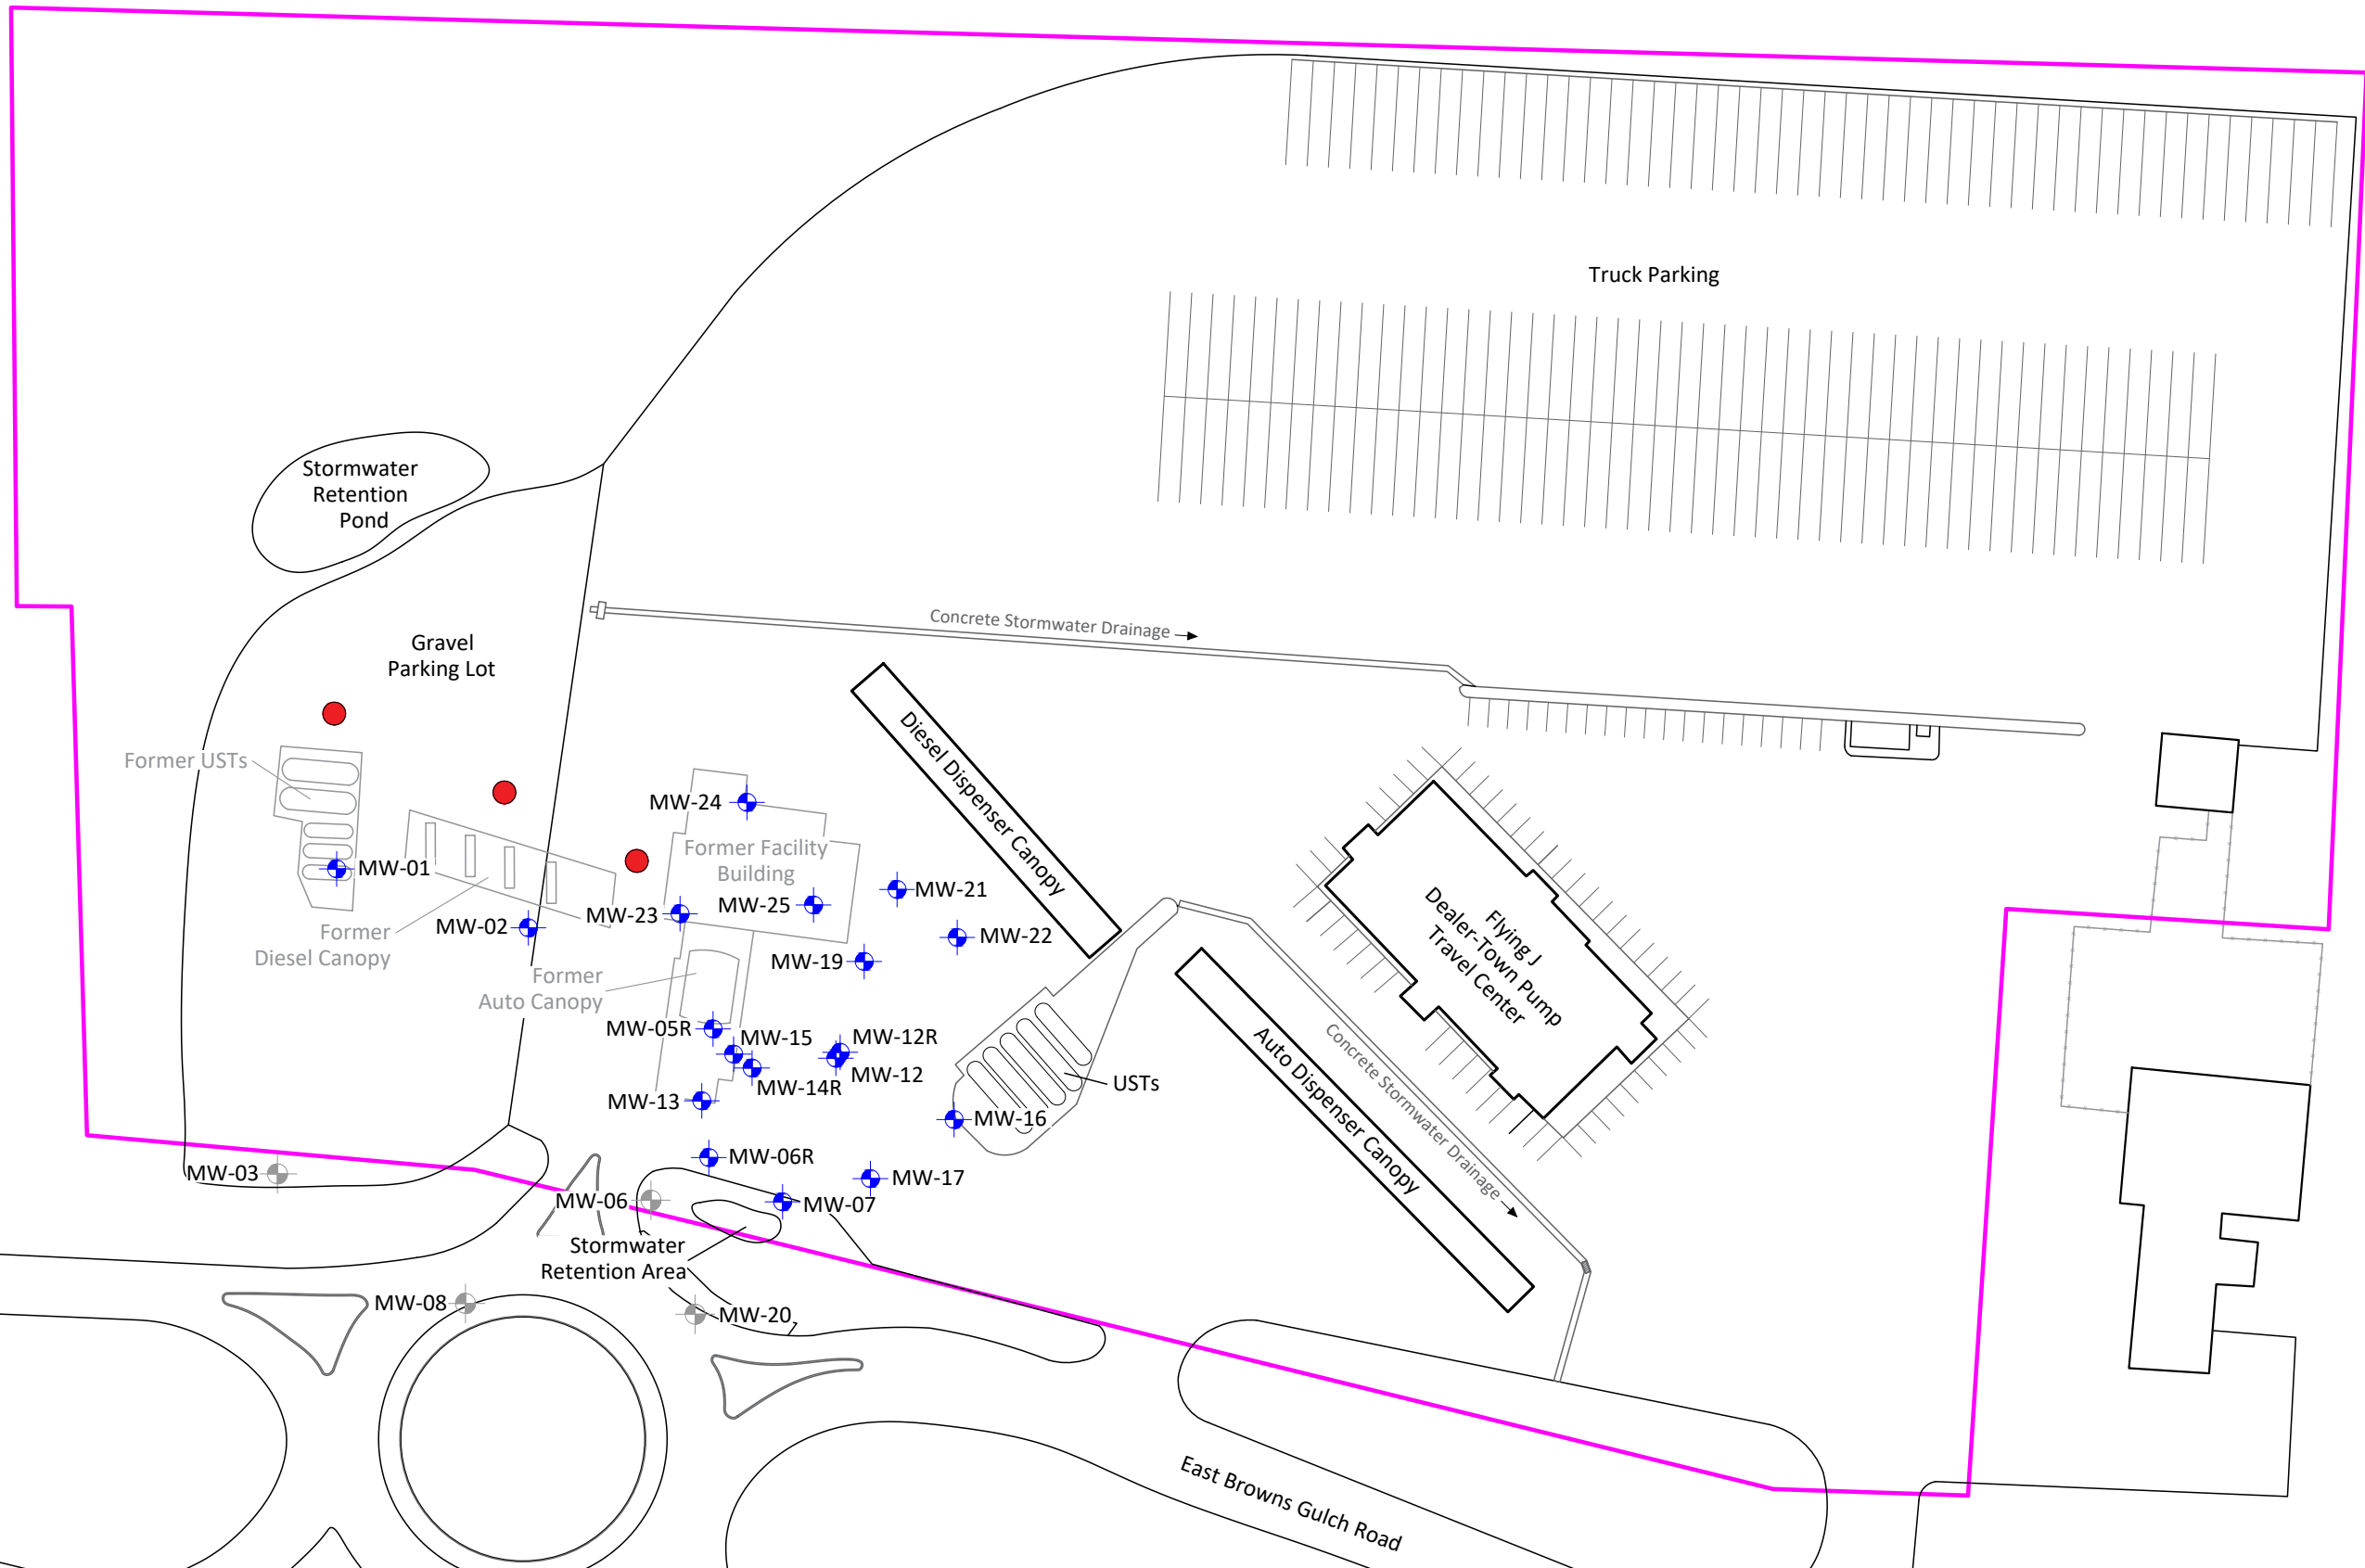 Truck Parking
Stormwater
Retention
Pond
Concrete Stormwater Drainage
Gravel
Parking Lot
Former USTs
Diesel Dispenser Canopy
MW-24
Former Facility
Building
MW-01
MW-21
MW-25
MW-23
MW-02
MW-22
Former
Diesel Canopy
MW-19
Former
Auto Canopy
Flying J
Dealer-Town Pump
Travel Center
MW-05R
MW-15
MW-12R
MW-12
MW-14R
MW-13
USTs
MW-16
Auto Dispenser Canopy
Concrete Stormwater Drainage
MW-06R
MW-03
MW-17
MW-06
MW-07
Stormwater
Retention Area
MW-08
MW-20
East Browns Gulch Road